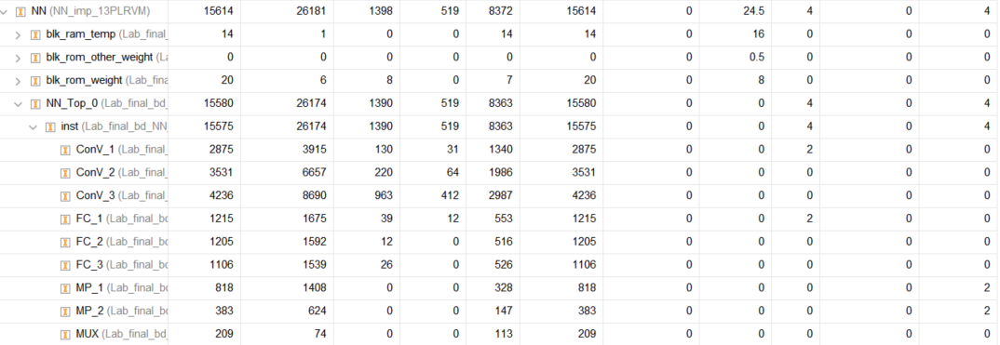 NN (NN_imp_13PLRVM) 15614 26181 1398 519 8372 15614 0 24.5 4 0 4
blk_ram_temp (Lab_final_ 14 1 0 0 14 14 0 16 0 0 0
blk_rom_other_weight (La 0 0 0 0 0 0 0 0.5 0 0 0
blk_rom_weight (Lab_fina 20 6 8 0 7 20 0 8 0 0 0
NN_Top_0 (Lab_final_bd_ 15580 26174 1390 519 8363 15580 0 0 4 0 4
inst (Lab_final_bd_NN 15575 26174 1390 519 8363 15575 0 0 4 0 4
ConV_1 (Lab_final_ 2875 3915 130 31 1340 2875 0 0 2 0 0
ConV_2 (Lab_final_ 3531 6657 220 64 1986 3531 0 0 0 0 0
ConV_3 (Lab_final_ 4236 8690 963 412 2987 4236 0 0 0 0 0
FC_1 (Lab_final_bd 1215 1675 39 12 553 1215 0 0 2 0 0
FC_2 (Lab_final_bd 1205 1592 12 0 516 1205 0 0 0 0 0
FC_3 (Lab_final_bd 1106 1539 26 0 526 1106 0 0 0 0 0
MP_1 (Lab_final_bd 818 1408 0 0 328 818 0 0 0 0 2
MP_2 (Lab_final_bd 383 624 0 0 147 383 0 0 0 0 2
MUX (Lab_final_bd_ 209 74 0 0 113 209 0 0 0 0 0